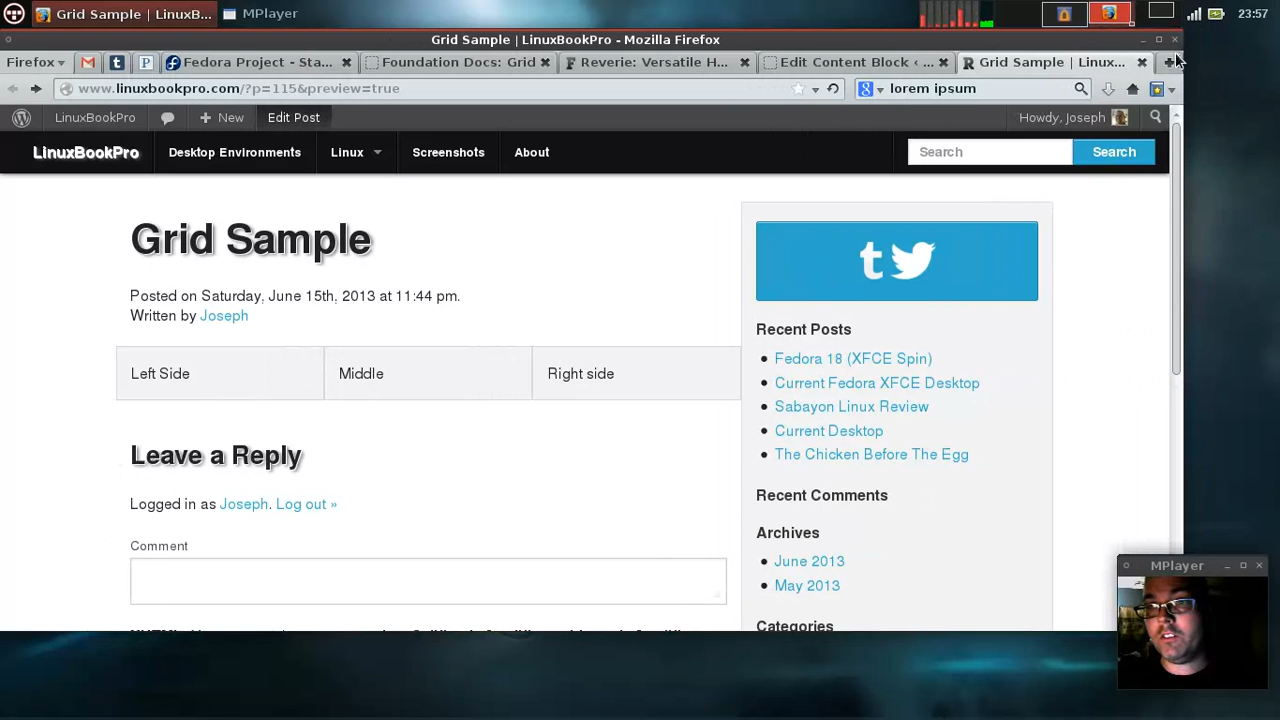 Grid Sample | LinuxB...
MPlayer
23:57
Grid Sample | LinuxBookPro - Mozilla Firefox
Firefox
Fedora Project - Sta...
Foundation Docs: Grid
Reverie: Versatile H...
Edit Content Block ‹ ...
Grid Sample | Linux...
www.linuxbookpro.com/?p=115&preview=true
lorem ipsum
LinuxBookPro
New
Edit Post
Howdy, Joseph
LinuxBookPro
Desktop Environments
Linux
Screenshots
About
Search
Search
Grid Sample
Posted on Saturday, June 15th, 2013 at 11:44 pm.
Written by Joseph
Left Side
Middle
Right side
Leave a Reply
Logged in as Joseph. Log out »
Comment
Recent Posts
Fedora 18 (XFCE Spin)
Current Fedora XFCE Desktop
Sabayon Linux Review
Current Desktop
The Chicken Before The Egg
Recent Comments
Archives
June 2013
May 2013
Categories
MPlayer